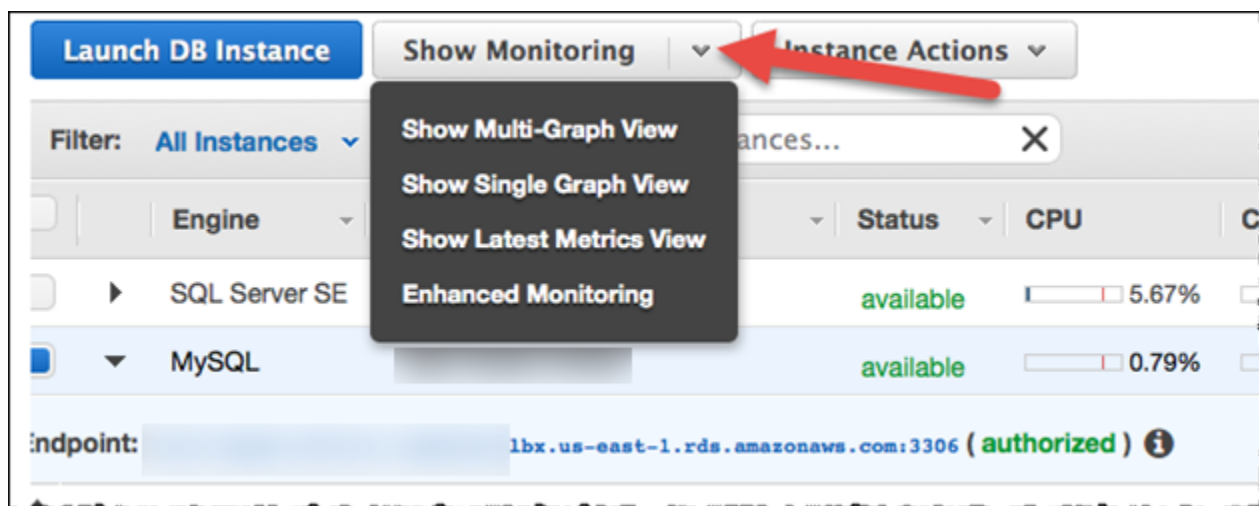 Launch DB Instance Show Monitoring Instance Actions
Show Multi-Graph View
Filter: All Instances ances...
Show Single Graph View
Engine Status CPU C
Show Latest Metrics View
SQL Server SE Enhanced Monitoring available 5.67%
MySQL available 0.79%
Endpoint: lbx.us-east-1.rds.amazonaws.com:3306 ( authorized )